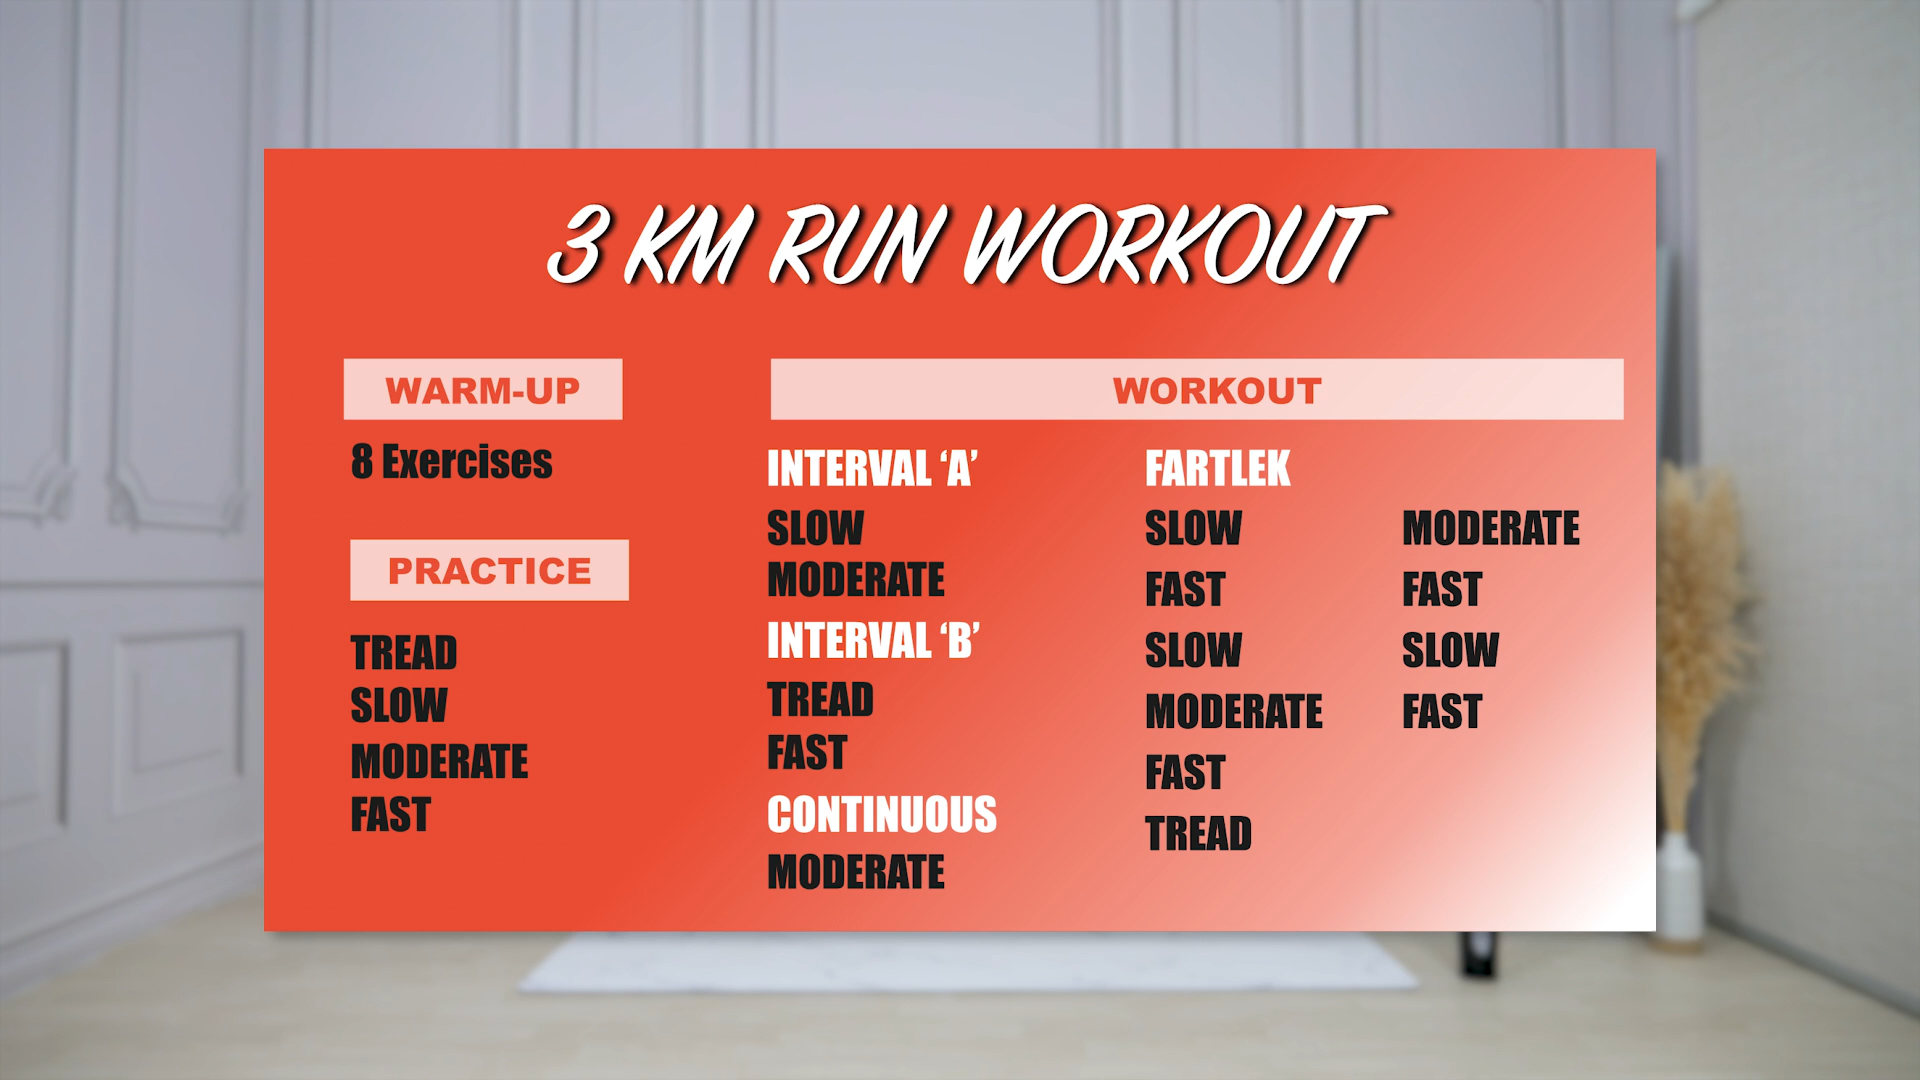 3 KM RUN WORKOUT
WARM-UP
8 Exercises
PRACTICE
TREAD
SLOW
MODERATE
FAST
WORKOUT
INTERVAL ‘A’
SLOW
MODERATE
INTERVAL ‘B’
TREAD
FAST
CONTINUOUS
MODERATE
FARTLEK
SLOW
FAST
SLOW
MODERATE
FAST
TREAD
MODERATE
FAST
SLOW
FAST